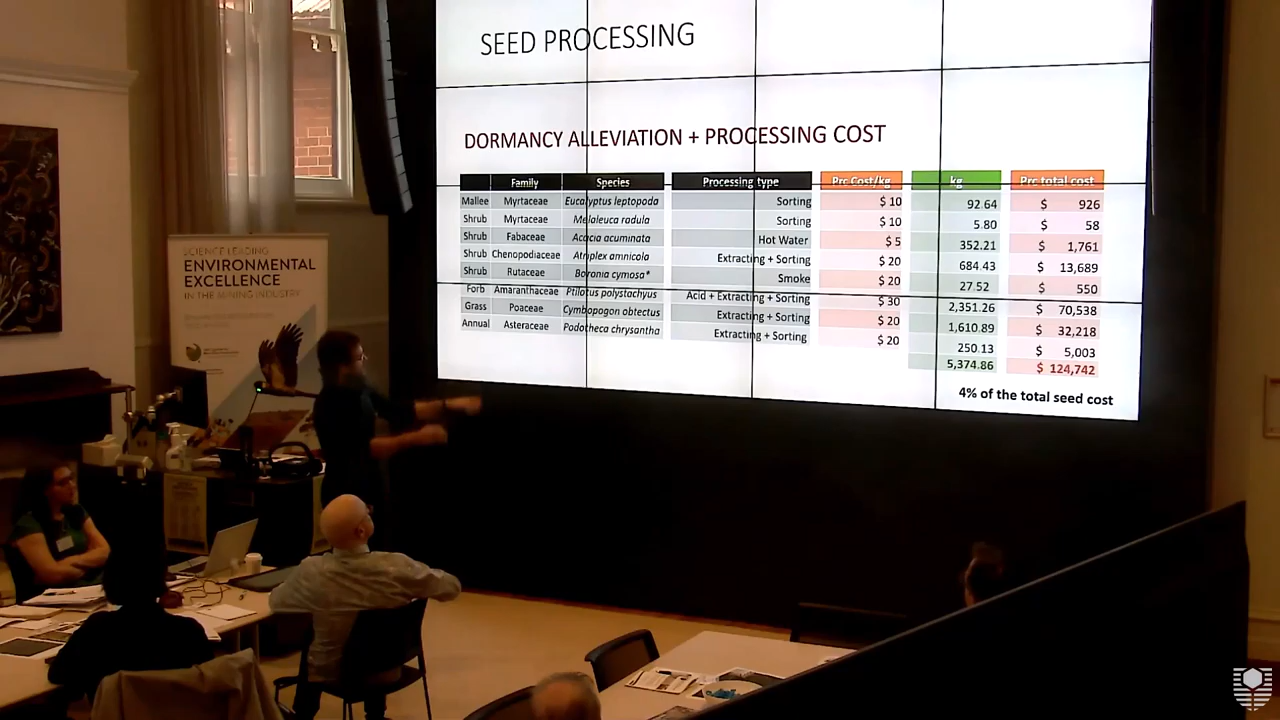 SEED PROCESSING
DORMANCY ALLEVIATION + PROCESSING COST
Family Species Processing type Prc Cost/kg kg Prc total cost
Mallee Myrtaceae Eucalyptus leptopoda Sorting $ 10 92.64 $ 926
Shrub Myrtaceae Melaleuca radula Sorting $ 10 5.80 $ 58
Shrub Fabaceae Acacia acuminata Hot Water $ 5 352.21 $ 1,761
Shrub Chenopodiaceae Atriplex amnicola Extracting + Sorting $ 20 684.43 $ 13,689
Shrub Rutaceae Boronia cymosa* Smoke $ 20 27.52 $ 550
Forb Amaranthaceae Ptilotus polystachyus Acid + Extracting + Sorting $ 30 2,351.26 $ 70,538
Grass Poaceae Cymbopogon obtectus Extracting + Sorting $ 20 1,610.89 $ 32,218
Annual Asteraceae Podotheca chrysantha Extracting + Sorting $ 20 250.13 $ 5,003
5,374.86 $ 124,742
4% of the total seed cost
SCIENCE LEADING
ENVIRONMENTAL
EXCELLENCE
IN THE MINING INDUSTRY